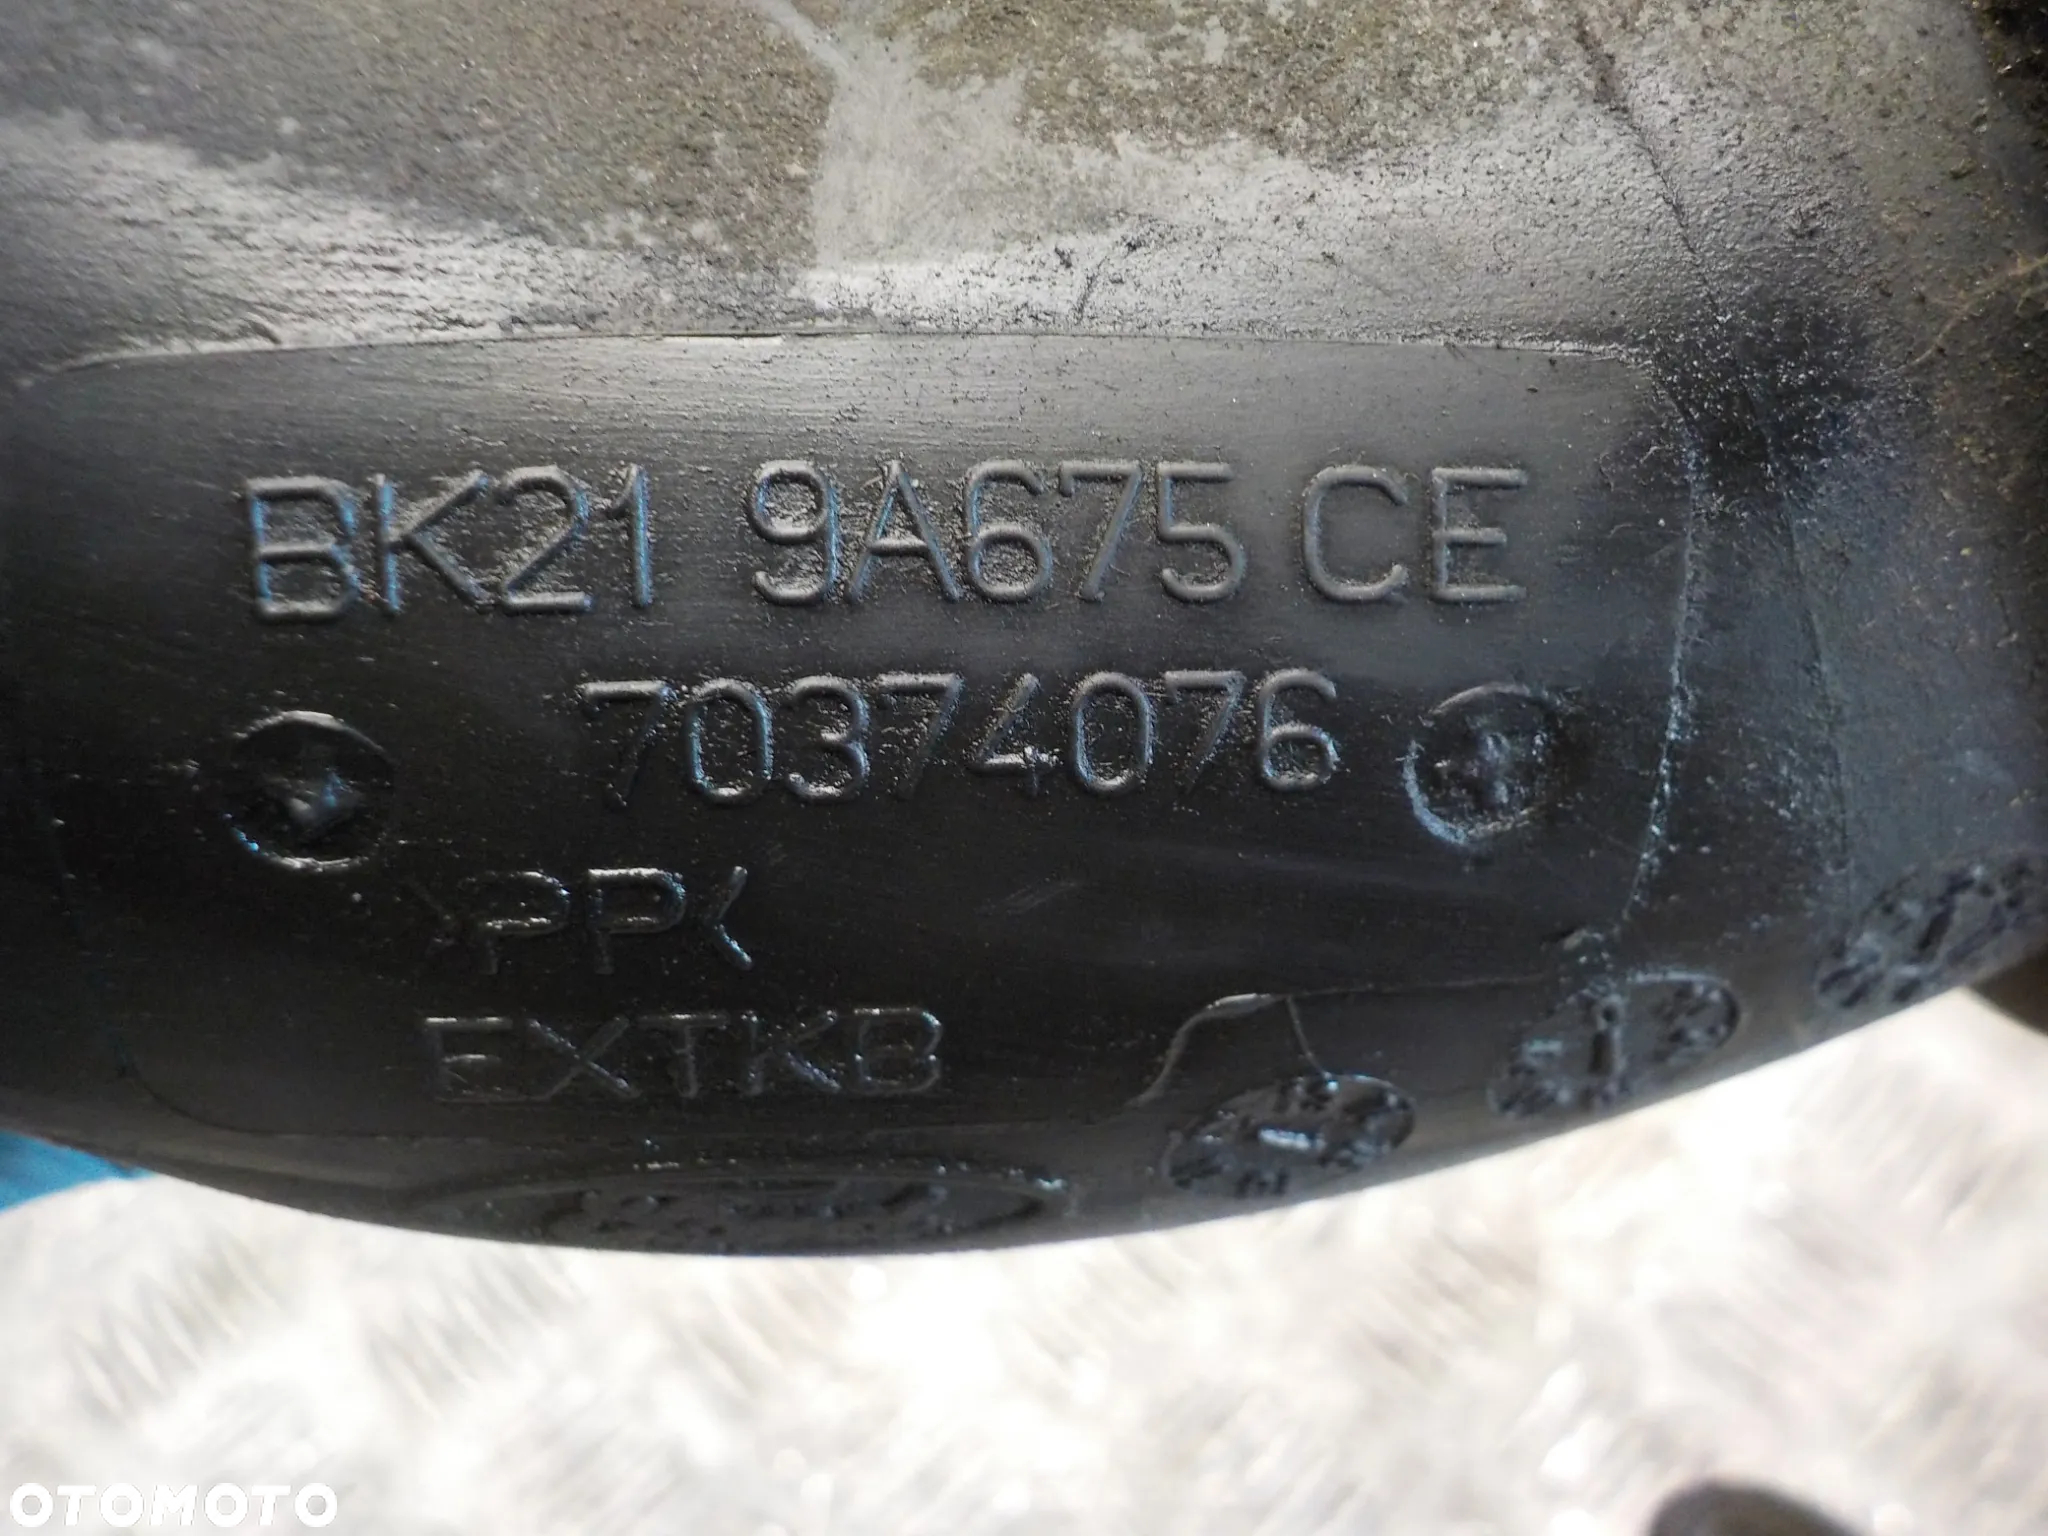 BK21 9A675 CE
70374076
>PP<
EXTKB
OTOMOTO